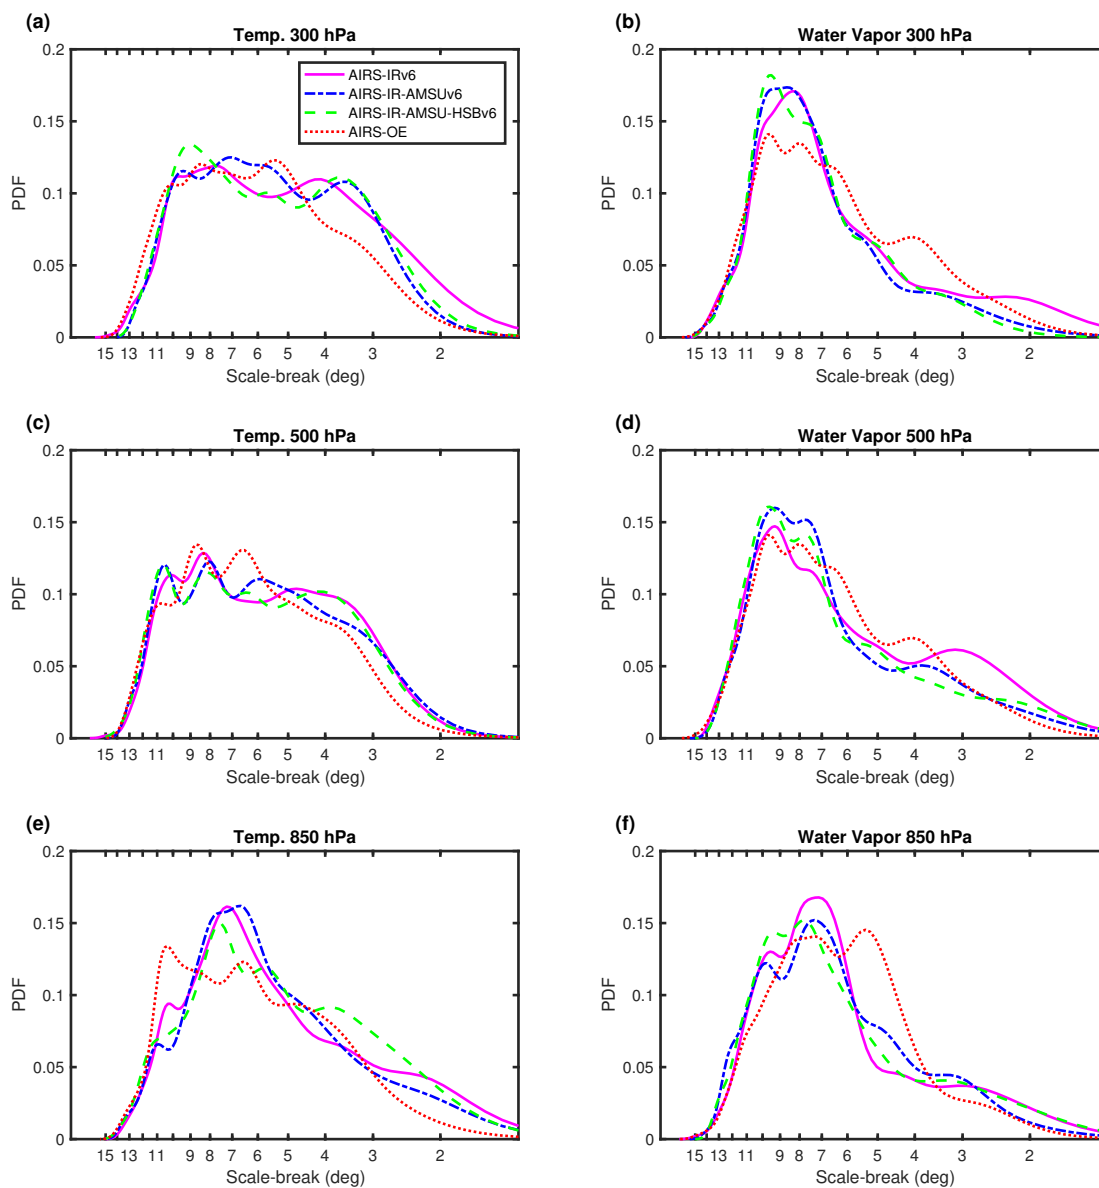 (a)
Temp. 300 hPa
0.2
0.15
0.1
0.05
0
PDF
AIRS-IRv6
AIRS-IR-AMSUv6
AIRS-IR-AMSU-HSBv6
AIRS-OE
15 13 11 9 8 7 6 5 4 3 2
Scale-break (deg)
(b)
Water Vapor 300 hPa
0.2
0.15
0.1
0.05
0
PDF
15 13 11 9 8 7 6 5 4 3 2
Scale-break (deg)
(c)
Temp. 500 hPa
0.2
0.15
0.1
0.05
0
PDF
15 13 11 9 8 7 6 5 4 3 2
Scale-break (deg)
(d)
Water Vapor 500 hPa
0.2
0.15
0.1
0.05
0
PDF
15 13 11 9 8 7 6 5 4 3 2
Scale-break (deg)
(e)
Temp. 850 hPa
0.2
0.15
0.1
0.05
0
PDF
15 13 11 9 8 7 6 5 4 3 2
Scale-break (deg)
(f)
Water Vapor 850 hPa
0.2
0.15
0.1
0.05
0
PDF
15 13 11 9 8 7 6 5 4 3 2
Scale-break (deg)